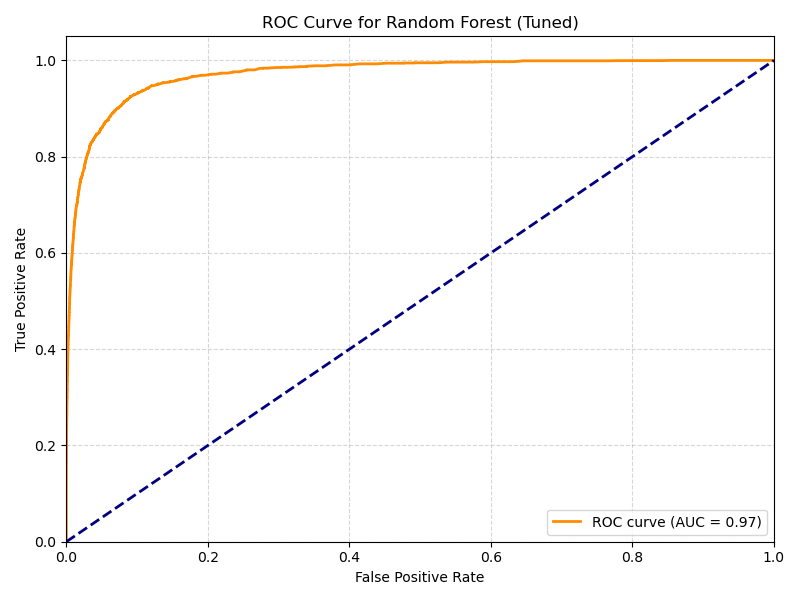 ROC Curve for Random Forest (Tuned)
True Positive Rate
1.0
0.8
0.6
0.4
0.2
0.0
0.0 0.2 0.4 0.6 0.8 1.0
False Positive Rate
ROC curve (AUC = 0.97)